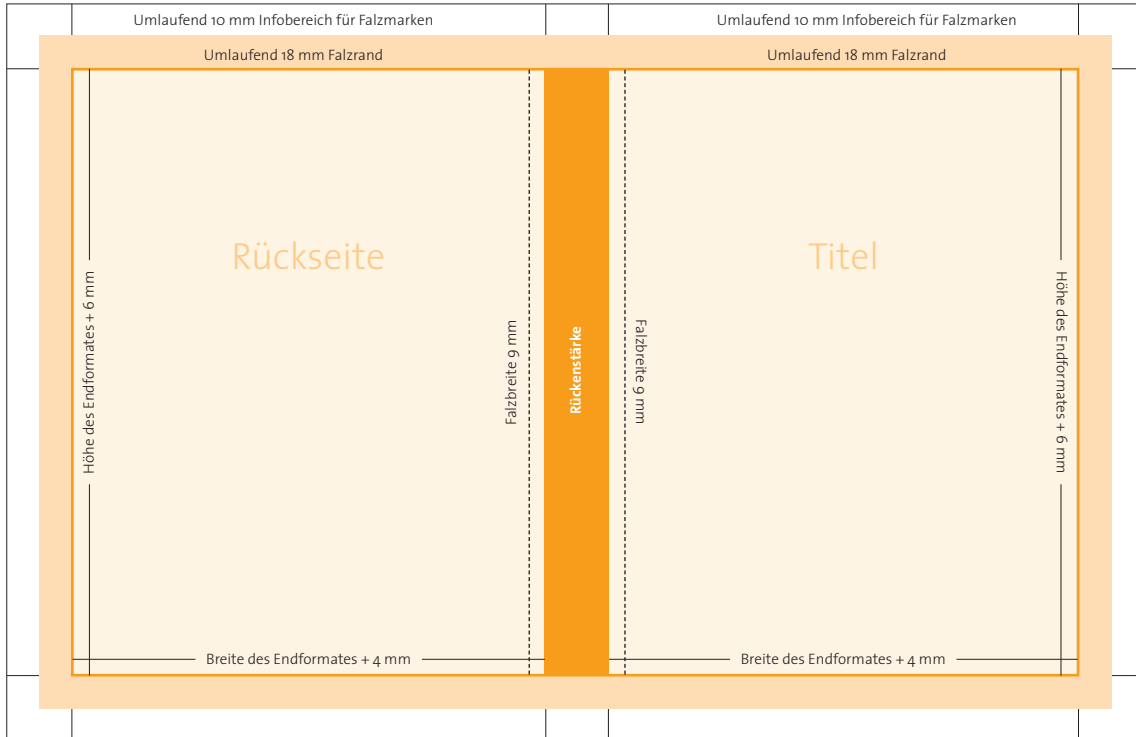 Umlaufend 10 mm Infobereich für Falzmarken
Umlaufend 10 mm Infobereich für Falzmarken
Umlaufend 18 mm Falzrand
Umlaufend 18 mm Falzrand
Rückseite
Titel
Höhe des Endformates + 6 mm
Falzbreite 9 mm
Rückenstärke
Falzbreite 9 mm
Höhe des Endformates + 6 mm
Breite des Endformates + 4 mm
Breite des Endformates + 4 mm